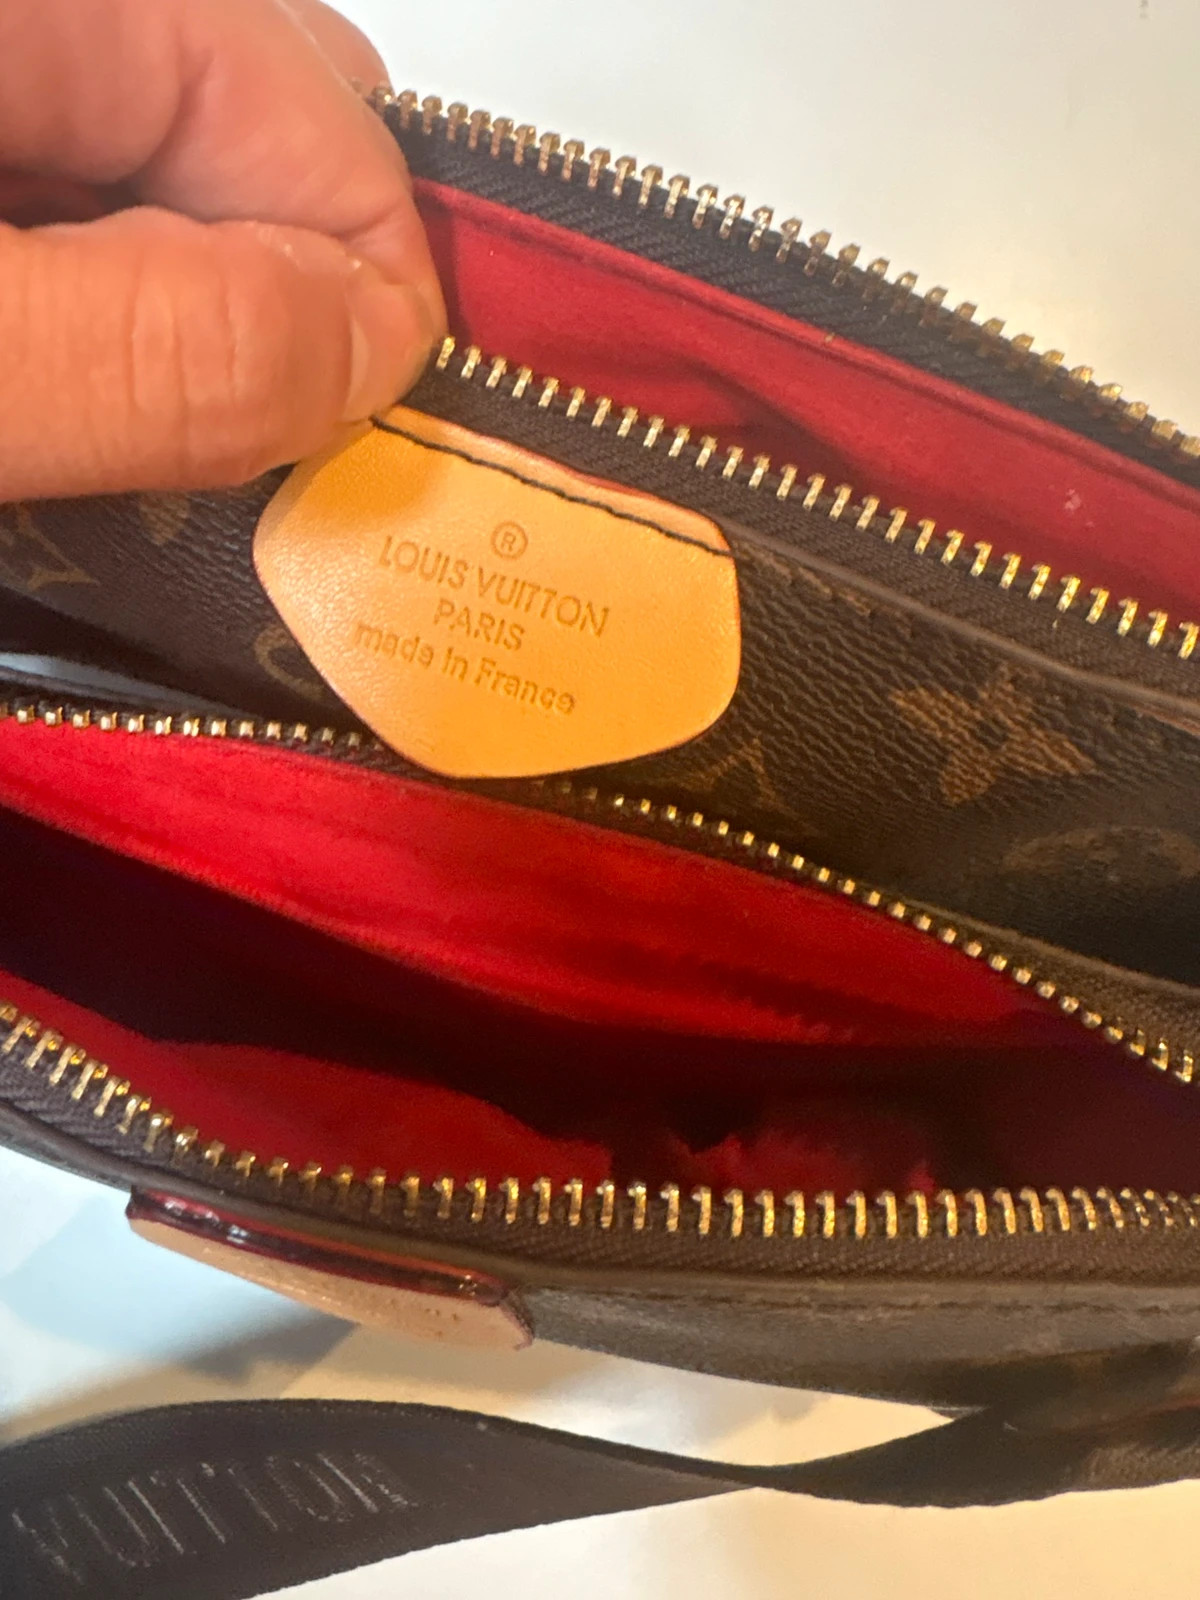 ®
LOUIS VUITTON
PARIS
made in France
VUITTON